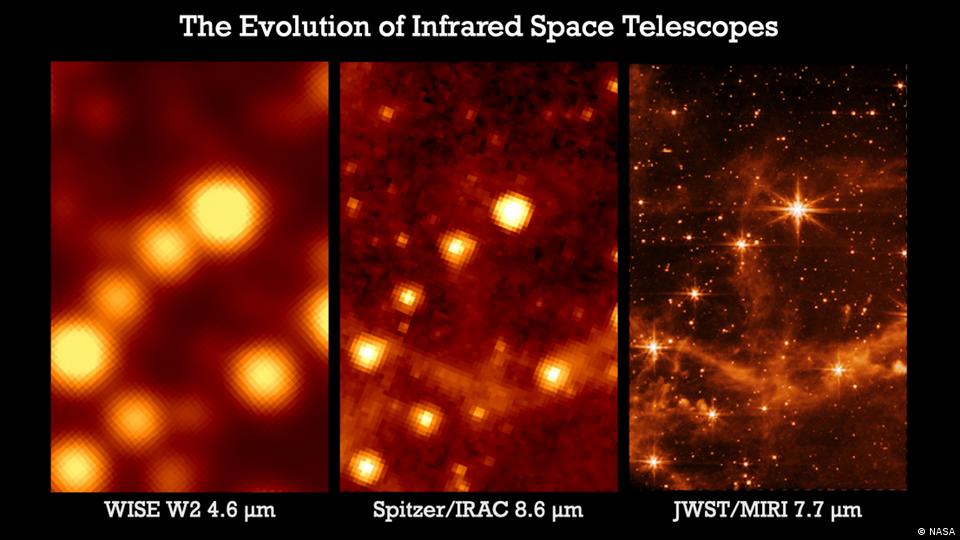 The Evolution of Infrared Space Telescopes
WISE W2 4.6 µm
Spitzer/IRAC 8.6 µm
JWST/MIRI 7.7 µm
© NASA